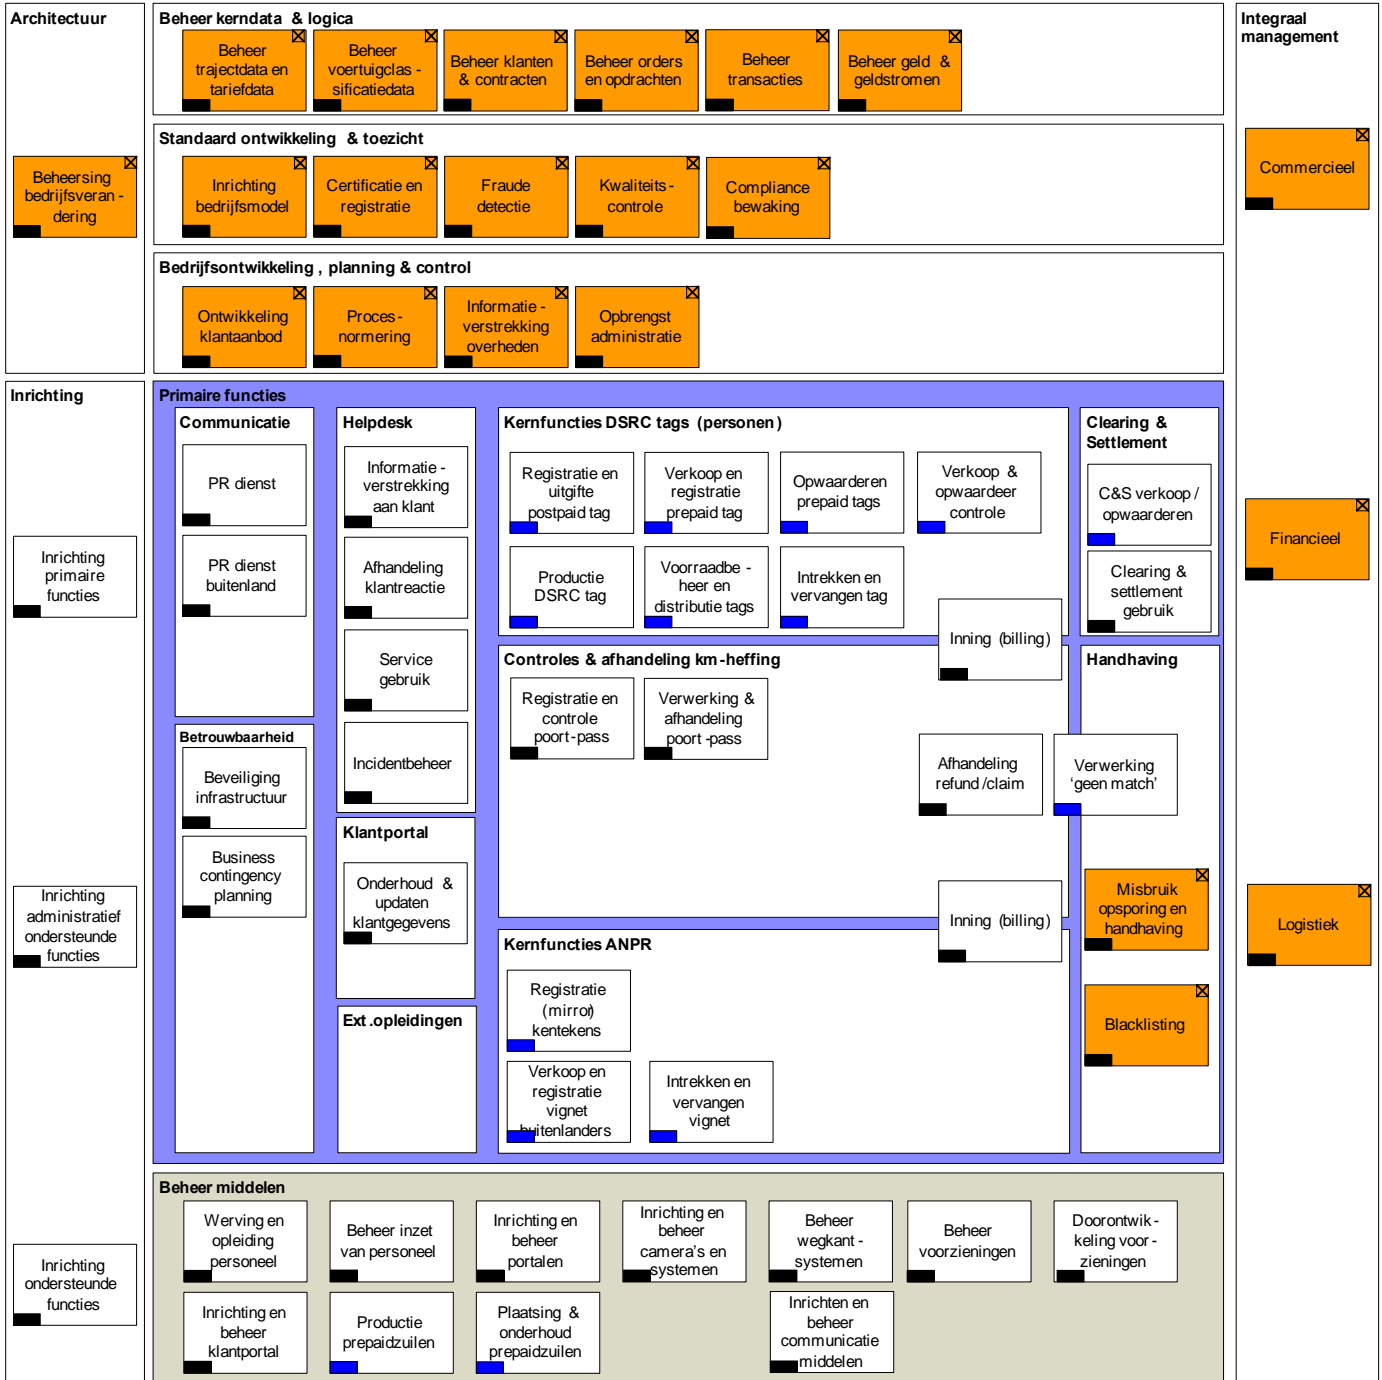 Architectuur
Beheersing
bedrijfsveran -
dering
Beheer kerndata & logica
Beheer
trajectdata en
tariefdata
Beheer
voertuigclas -
sificatiedata
Beheer klanten
& contracten
Beheer orders
en opdrachten
Beheer
transacties
Beheer geld &
geldstromen
Standaard ontwikkeling & toezicht
Inrichting
bedrijfsmodel
Certificatie en
registratie
Fraude
detectie
Kwaliteits-
controle
Compliance
bewaking
Bedrijfsontwikkeling , planning & control
Ontwikkeling
klantaanbod
Proces-
normering
Informatie -
verstrekking
overheden
Opbrengst
administratie
Integraal
management
Commercieel
Financieel
Logistiek
Inrichting
Inrichting
primaire
functies
Inrichting
administratief
ondersteunde
functies
Inrichting
ondersteunde
functies
Primaire functies
Communicatie
PR dienst
PR dienst
buitenland
Betrouwbaarheid
Beveiliging
infrastructuur
Business
contingency
planning
Helpdesk
Informatie -
verstrekking
aan klant
Afhandeling
klantreactie
Service
gebruik
Incidentbeheer
Klantportal
Onderhoud &
updaten
klantgegevens
Ext.opleidingen
Kernfuncties DSRC tags (personen)
Registratie en
uitgifte
postpaid tag
Verkoop en
registratie
prepaid tag
Opwaarderen
prepaid tags
Verkoop &
opwaardeer
controle
Productie
DSRC tag
Voorraadbe -
heer en
distributie tags
Intrekken en
vervangen tag
Inning (billing)
Controles & afhandeling km-heffing
Registratie en
controle
poort-pass
Verwerking &
afhandeling
poort -pass
Afhandeling
refund/claim
Verwerking
‘geen match’
Inning (billing)
Kernfuncties ANPR
Registratie
(mirror)
kentekens
Verkoop en
registratie
vignet
buitenlanders
Intrekken en
vervangen
vignet
Clearing &
Settlement
C&S verkoop /
opwaarderen
Clearing &
settlement
gebruik
Handhaving
Misbruik
opsporing en
handhaving
Blacklisting
Beheer middelen
Werving en
opleiding
personeel
Beheer inzet
van personeel
Inrichting en
beheer
portalen
Inrichting en
beheer
camera's en
systemen
Beheer
wegkant -
systemen
Beheer
voorzieningen
Doorontwik -
keling voor -
zieningen
Inrichting en
beheer
klantportal
Productie
prepaidzuilen
Plaatsing &
onderhoud
prepaidzuilen
Inrichten en
beheer
communicatie
middelen